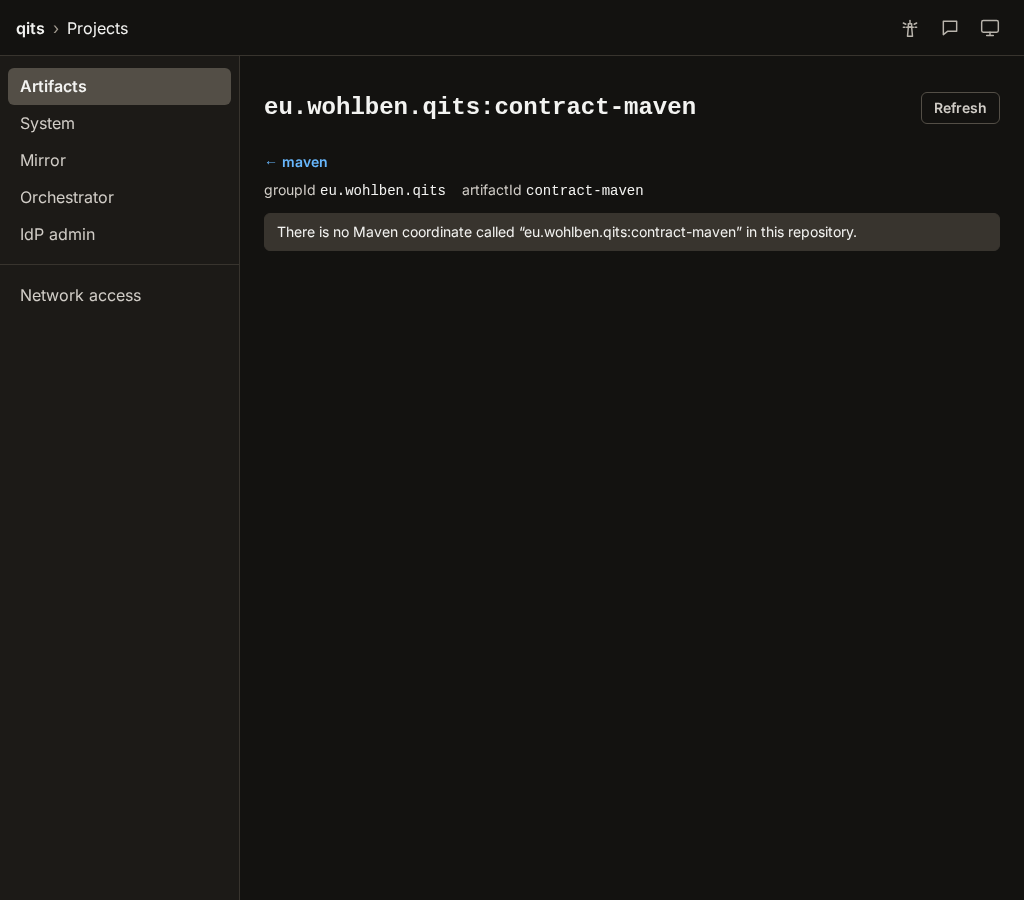 qits › Projects
Artifacts
System
Mirror
Orchestrator
IdP admin
Network access
eu.wohlben.qits:contract-maven
Refresh
← maven
groupId eu.wohlben.qits artifactId contract-maven
There is no Maven coordinate called “eu.wohlben.qits:contract-maven” in this repository.